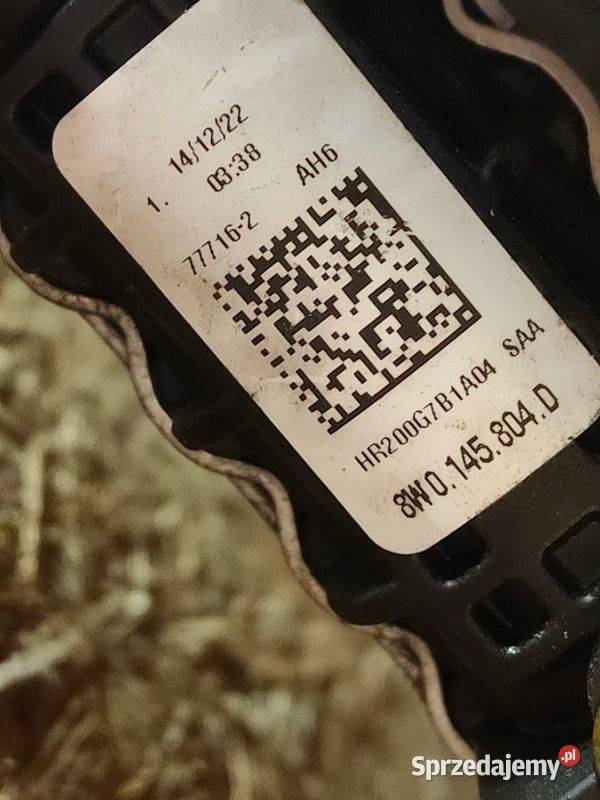 1. 14/12/22
03:38
77716-2 AH6
HR200G7B1A04 SAA
8W0.145.804.D
Sprzedajemy.pl